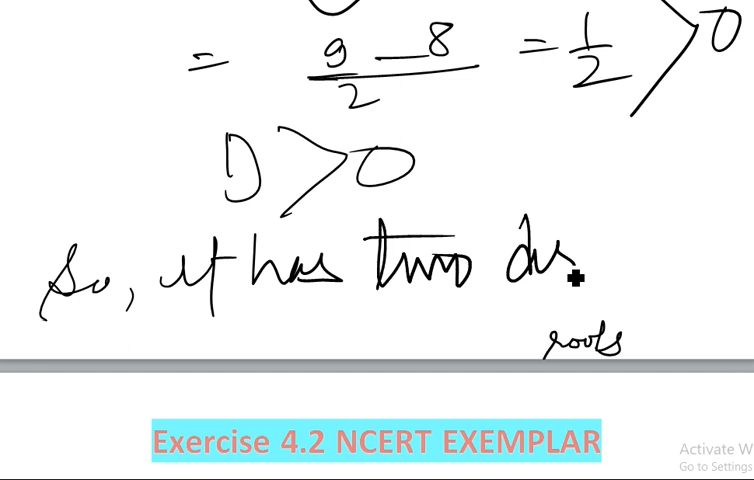 = 9 - 8 / 2 = 1 / 2 > 0
D > 0
So, it has two dis
roots
Exercise 4.2 NCERT EXEMPLAR
Activate W
Go to Settings